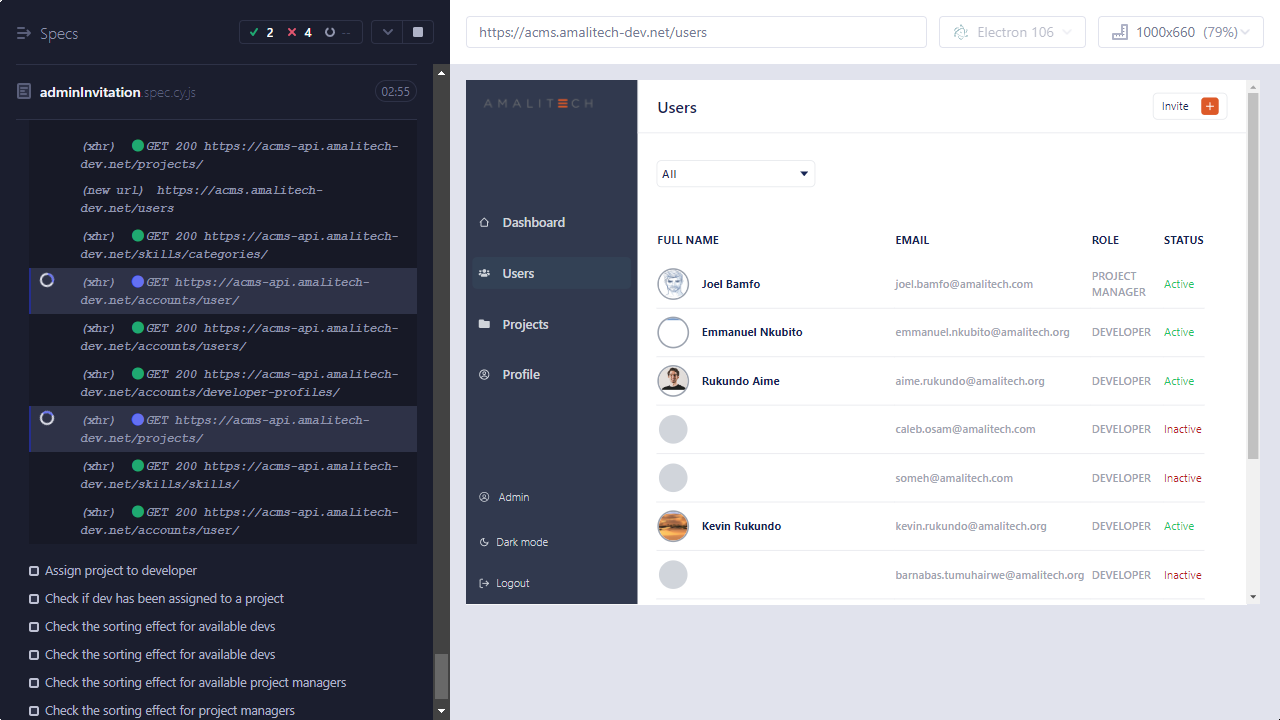 Specs
2
4
--
https://acms.amalitech-dev.net/users
Electron 106
1000x660 (79%)
adminInvitation.spec.cy.js
02:55
(xhr) GET 200 https://acms-api.amalitech-
dev.net/projects/
(new url) https://acms.amalitech-
dev.net/users
(xhr) GET 200 https://acms-api.amalitech-
dev.net/skills/categories/
(xhr) GET https://acms-api.amalitech-
dev.net/accounts/user/
(xhr) GET 200 https://acms-api.amalitech-
dev.net/accounts/users/
(xhr) GET 200 https://acms-api.amalitech-
dev.net/accounts/developer-profiles/
(xhr) GET https://acms-api.amalitech-
dev.net/projects/
(xhr) GET 200 https://acms-api.amalitech-
dev.net/skills/skills/
(xhr) GET 200 https://acms-api.amalitech-
dev.net/accounts/user/
Assign project to developer
Check if dev has been assigned to a project
Check the sorting effect for available devs
Check the sorting effect for available devs
Check the sorting effect for available project managers
Check the sorting effect for project managers
AMALITECH
Dashboard
Users
Projects
Profile
Admin
Dark mode
Logout
Users
Invite +
All
FULL NAME EMAIL ROLE STATUS
Joel Bamfo joel.bamfo@amalitech.com PROJECT MANAGER Active
Emmanuel Nkubito emmanuel.nkubito@amalitech.org DEVELOPER Active
Rukundo Aime aime.rukundo@amalitech.org DEVELOPER Active
caleb.osam@amalitech.com DEVELOPER Inactive
someh@amalitech.com DEVELOPER Inactive
Kevin Rukundo kevin.rukundo@amalitech.org DEVELOPER Active
barnabas.tumuhairwe@amalitech.org DEVELOPER Inactive